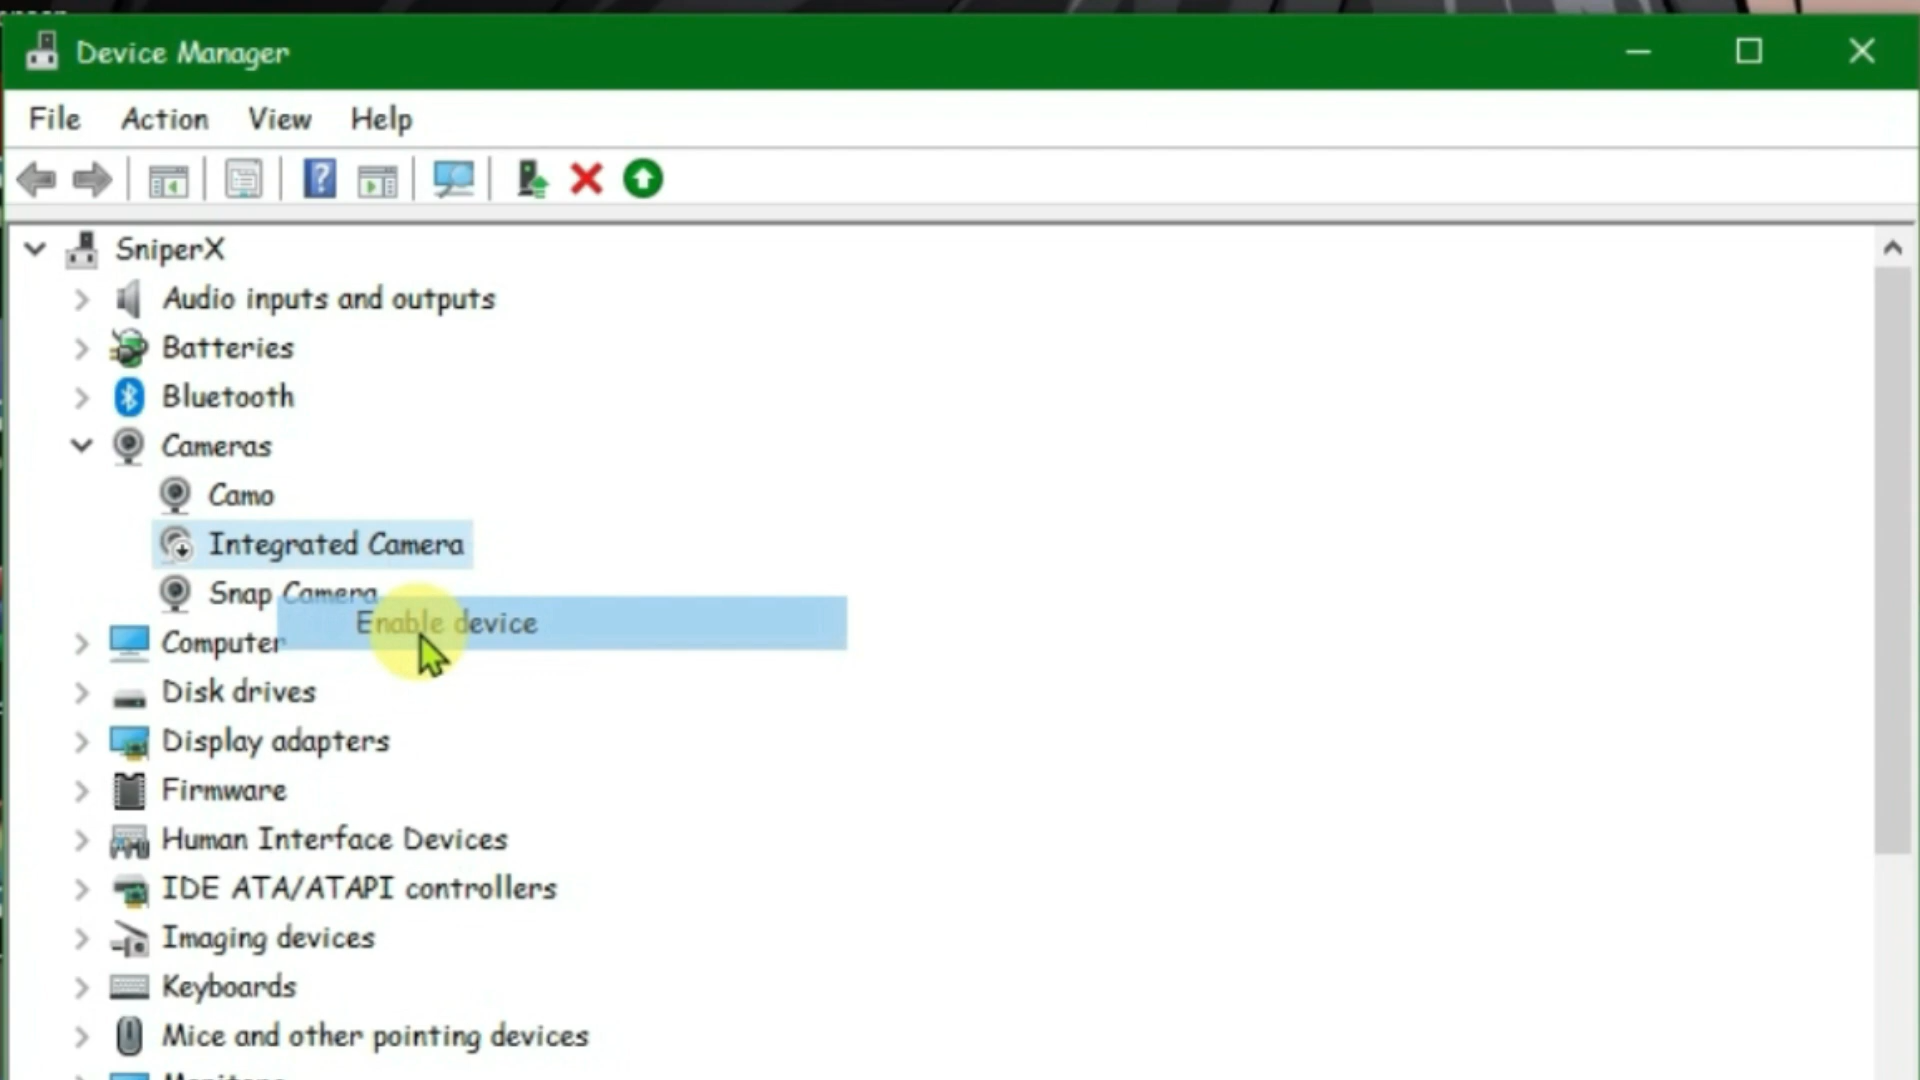 Device Manager
File Action View Help
SniperX
Audio inputs and outputs
Batteries
Bluetooth
Cameras
Camo
Integrated Camera
Snap Camera
Enable device
Computer
Disk drives
Display adapters
Firmware
Human Interface Devices
IDE ATA/ATAPI controllers
Imaging devices
Keyboards
Mice and other pointing devices